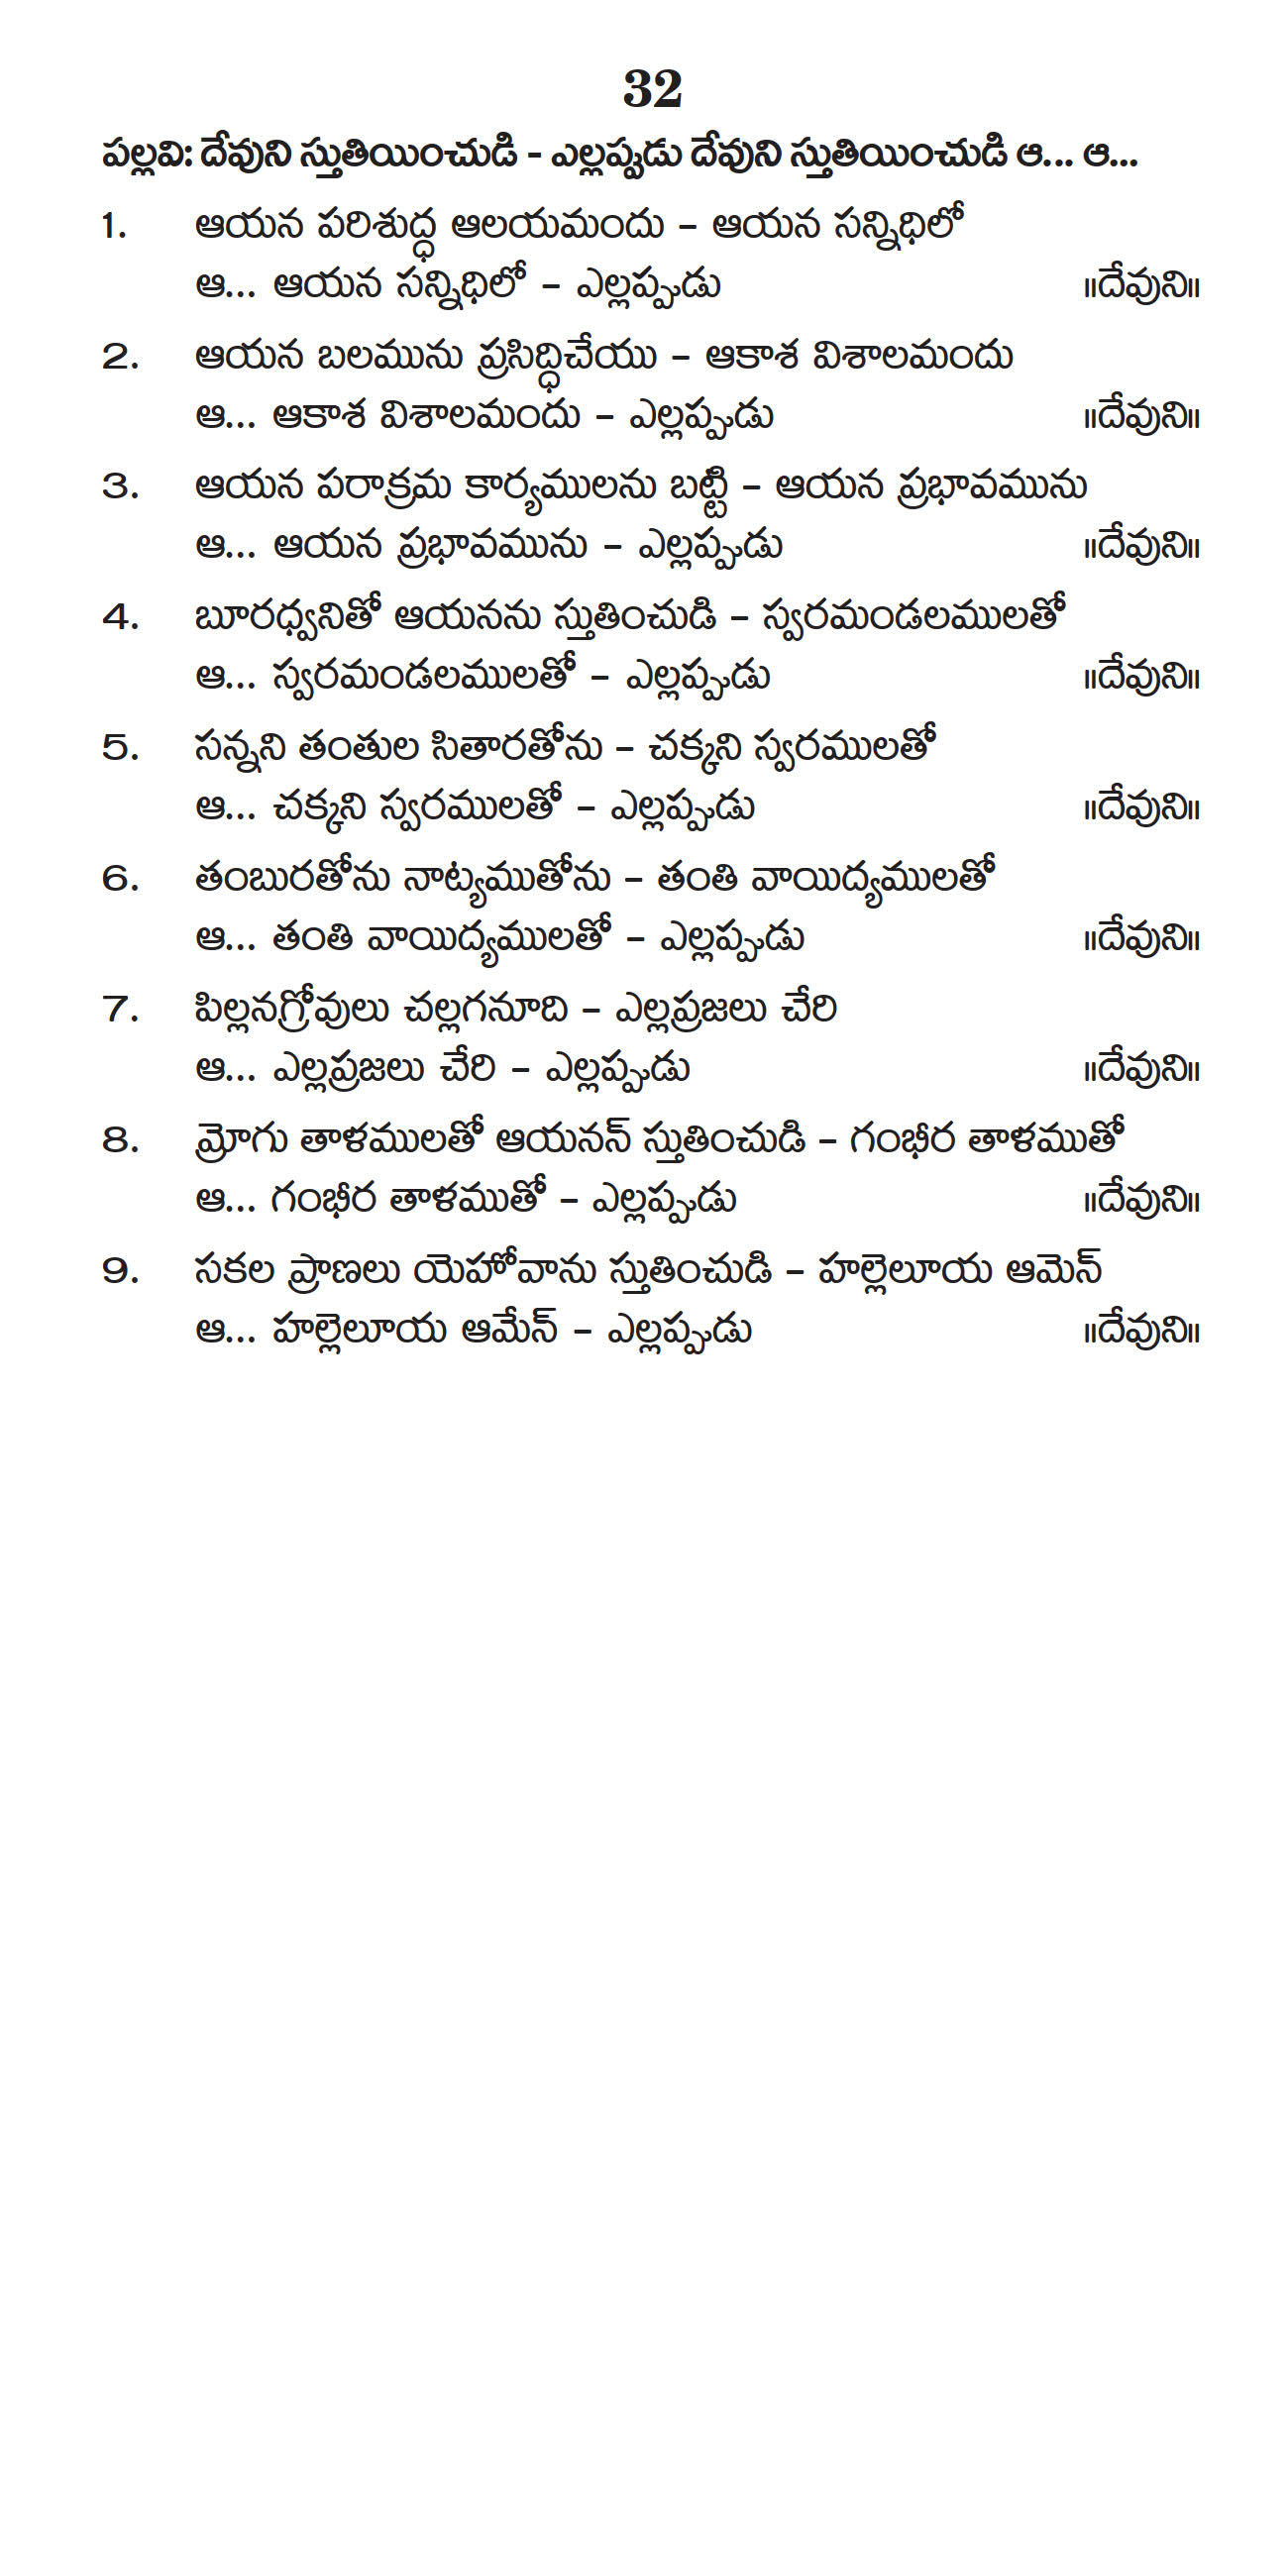 32
పల్లవి: దేవుని స్తుతియించుడి - ఎల్లప్పుడు దేవుని స్తుతియించుడి ఆ... ఆ...
1. ఆయన పరిశుద్ధ ఆలయమందు – ఆయన సన్నిధిలో
ఆ... ఆయన సన్నిధిలో – ఎల్లప్పుడు ॥దేవుని॥
2. ఆయన బలమును ప్రసిద్ధిచేయు – ఆకాశ విశాలమందు
ఆ... ఆకాశ విశాలమందు – ఎల్లప్పుడు ॥దేవుని॥
3. ఆయన పరాక్రమ కార్యములను బట్టి – ఆయన ప్రభావమును
ఆ... ఆయన ప్రభావమును – ఎల్లప్పుడు ॥దేవుని॥
4. బూరధ్వనితో ఆయనను స్తుతించుడి – స్వరమండలములతో
ఆ... స్వరమండలములతో – ఎల్లప్పుడు ॥దేవుని॥
5. సన్నని తంతుల సితారతోను – చక్కని స్వరములతో
ఆ... చక్కని స్వరములతో – ఎల్లప్పుడు ॥దేవుని॥
6. తంబురతోను నాట్యముతోను – తంతి వాయిద్యములతో
ఆ... తంతి వాయిద్యములతో – ఎల్లప్పుడు ॥దేవుని॥
7. పిల్లనగ్రోవులు చల్లగనూది – ఎల్లప్రజలు చేరి
ఆ... ఎల్లప్రజలు చేరి – ఎల్లప్పుడు ॥దేవుని॥
8. మ్రోగు తాళములతో ఆయనన్ స్తుతించుడి – గంభీర తాళముతో
ఆ... గంభీర తాళముతో – ఎల్లప్పుడు ॥దేవుని॥
9. సకల ప్రాణలు యెహోవాను స్తుతించుడి – హల్లెలూయ ఆమెన్
ఆ... హల్లెలూయ ఆమేన్ – ఎల్లప్పుడు ॥దేవుని॥